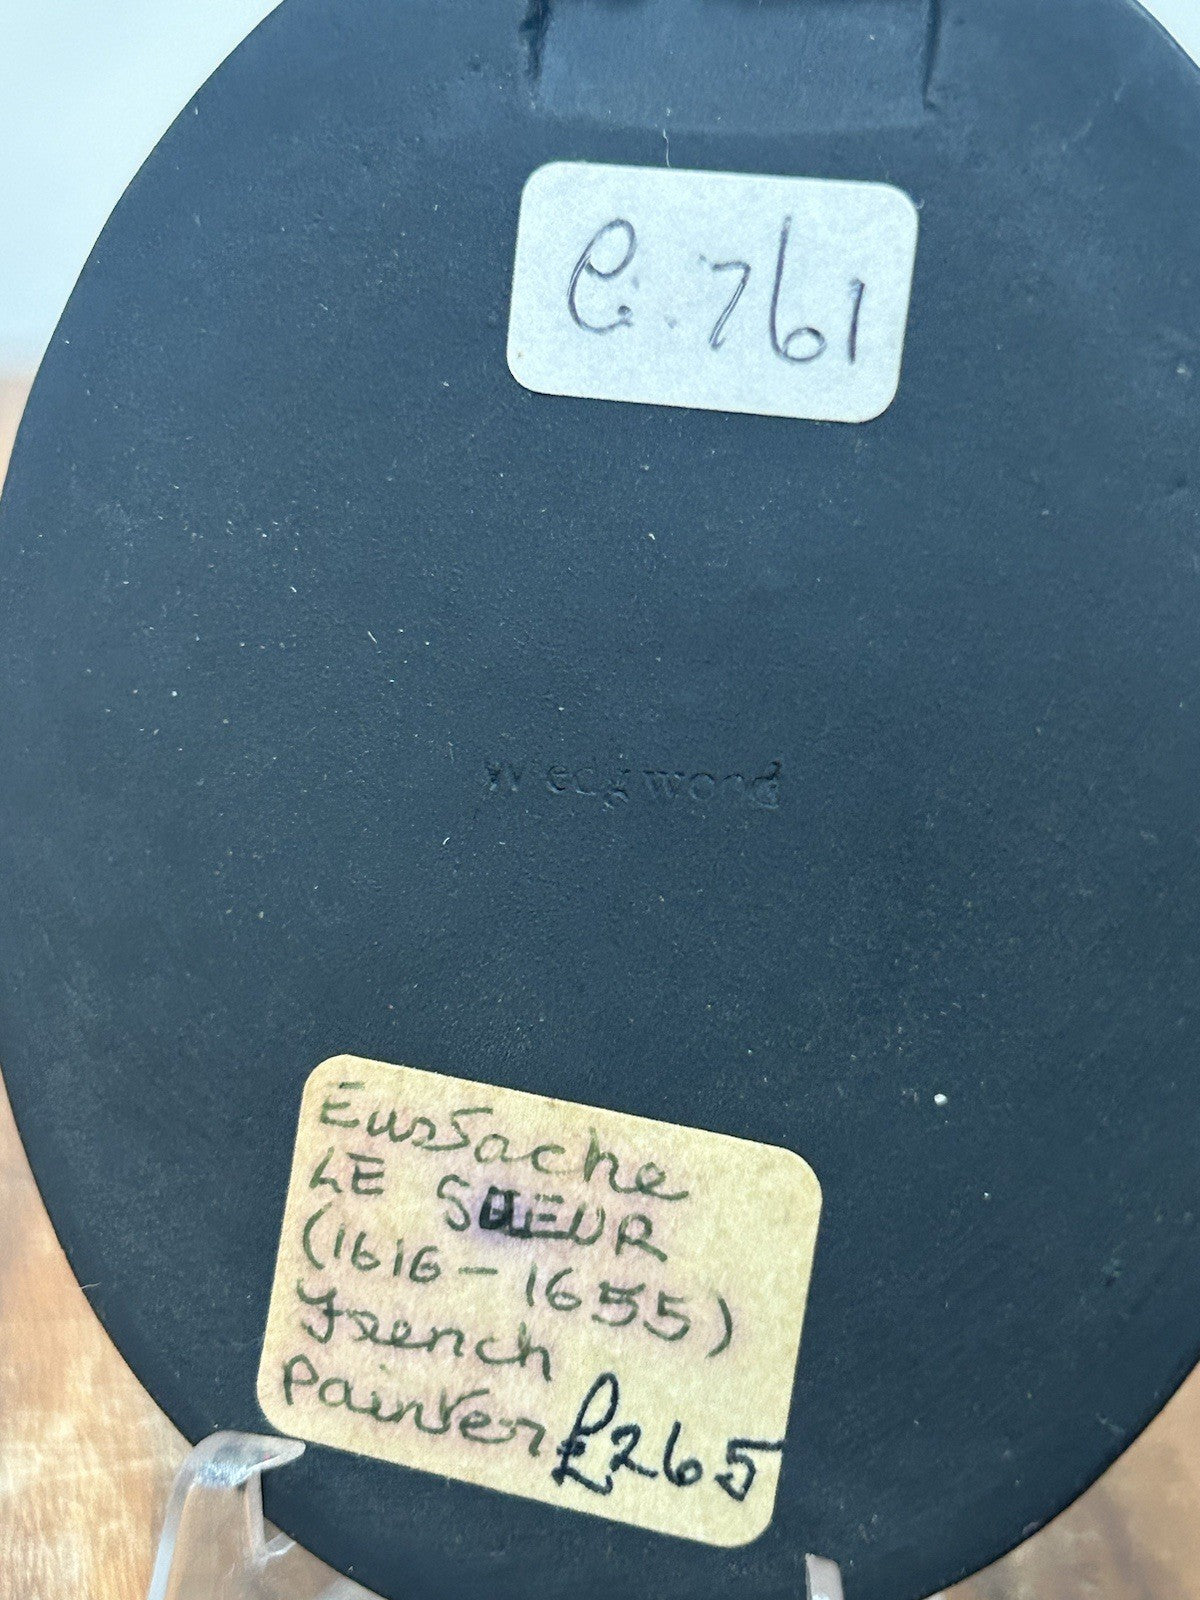 C. 761
Wedgwood
Eustache
LE SUEUR
(1616-1655)
French
Painter £265